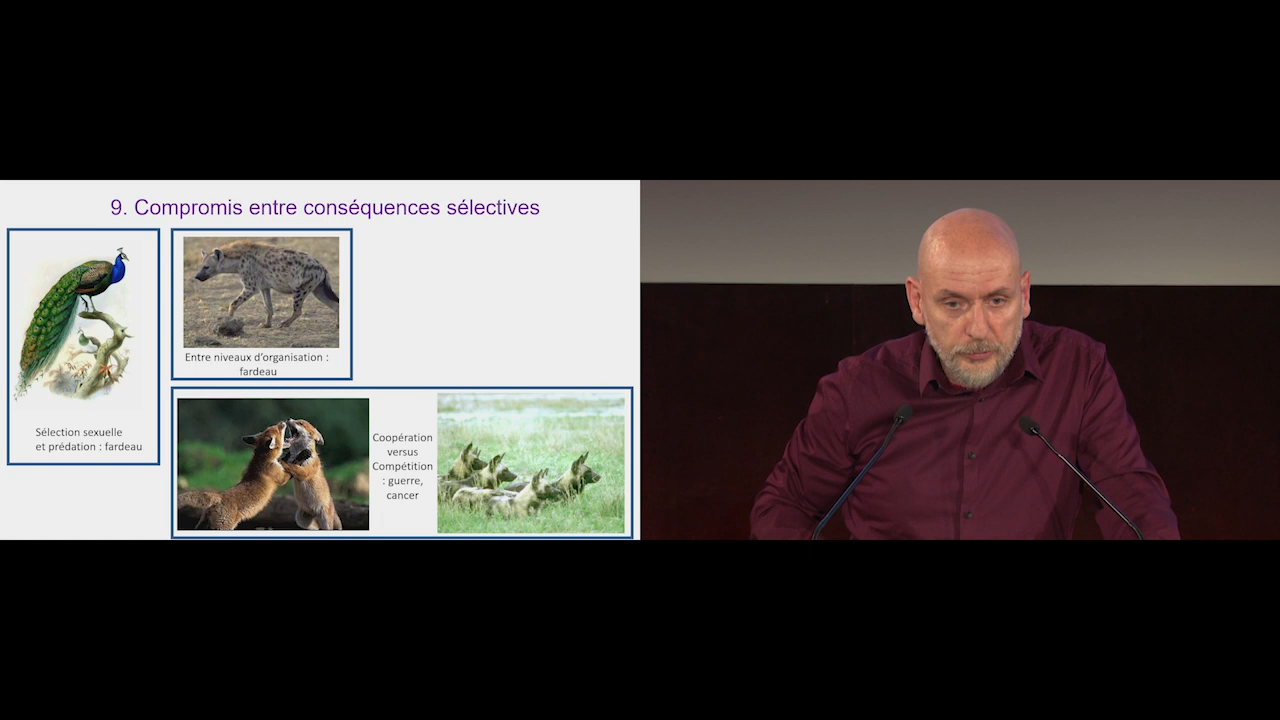 9. Compromis entre conséquences sélectives
Entre niveaux d'organisation :
fardeau
Sélection sexuelle
et prédation : fardeau
Coopération
versus
Compétition
: guerre,
cancer